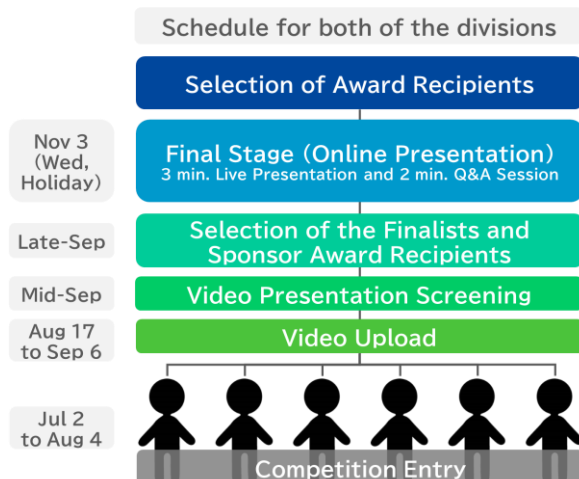 Schedule for both of the divisions
Selection of Award Recipients
Nov 3
(Wed,
Holiday)
Final Stage (Online Presentation)
3 min. Live Presentation and 2 min. Q&A Session
Late-Sep
Selection of the Finalists and
Sponsor Award Recipients
Mid-Sep
Video Presentation Screening
Aug 17
to Sep 6
Video Upload
Jul 2
to Aug 4
Competition Entry